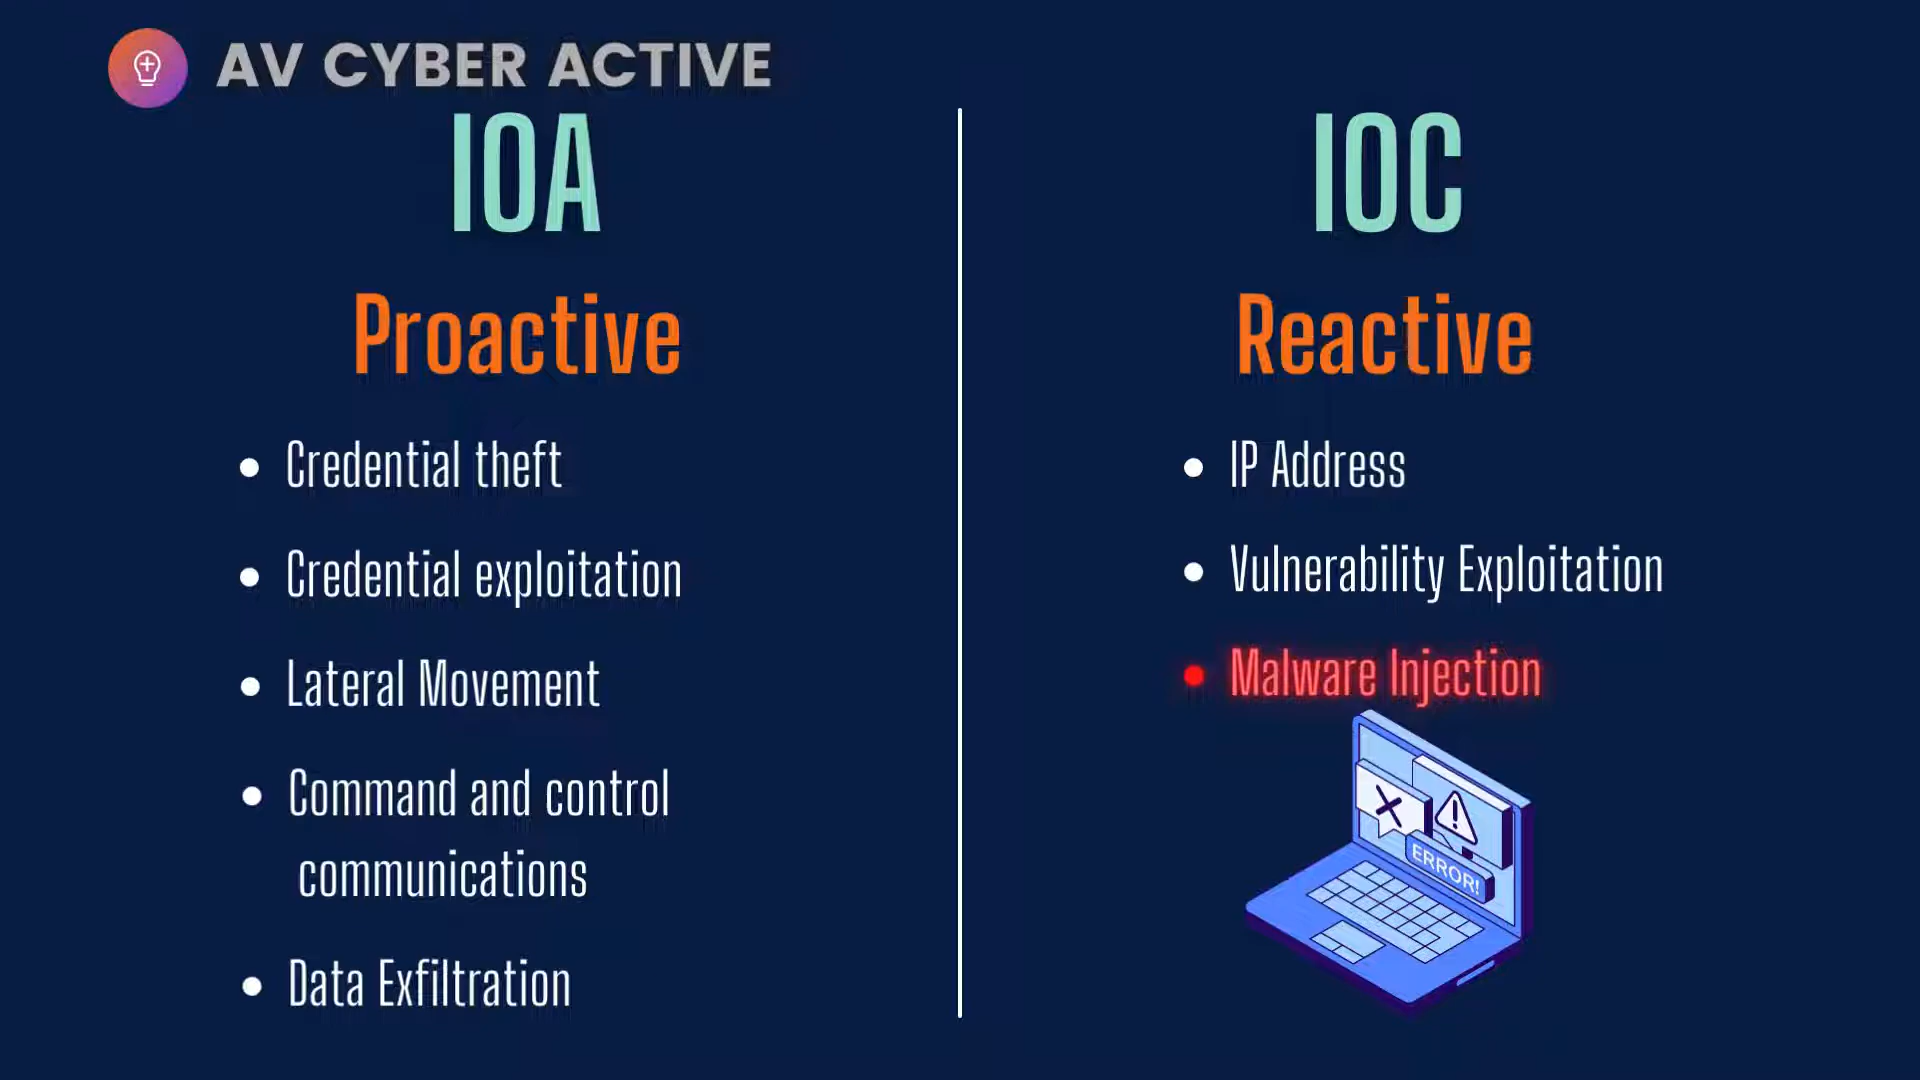 AV CYBER ACTIVE
IOA
Proactive
Credential theft
Credential exploitation
Lateral Movement
Command and control
communications
Data Exfiltration
IOC
Reactive
IP Address
Vulnerability Exploitation
Malware Injection
ERROR!